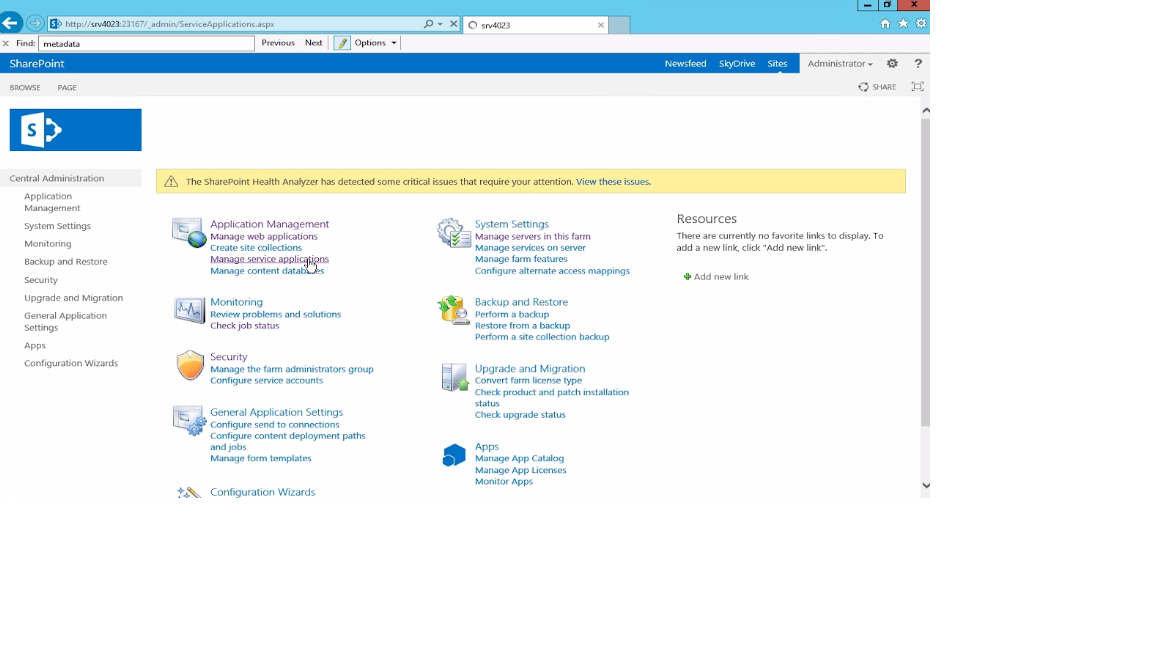 http://srv4023:23167/_admin/ServiceApplications.aspx
srv4023
Find: metadata Previous Next Options
SharePoint Newsfeed SkyDrive Sites Administrator ?
BROWSE PAGE SHARE
S
Central Administration
Application
Management
System Settings
Monitoring
Backup and Restore
Security
Upgrade and Migration
General Application
Settings
Apps
Configuration Wizards
The SharePoint Health Analyzer has detected some critical issues that require your attention. View these issues.
Application Management
Manage web applications
Create site collections
Manage service applications
Manage content databases
Monitoring
Review problems and solutions
Check job status
Security
Manage the farm administrators group
Configure service accounts
General Application Settings
Configure send to connections
Configure content deployment paths
and jobs
Manage form templates
Configuration Wizards
System Settings
Manage servers in this farm
Manage services on server
Manage farm features
Configure alternate access mappings
Backup and Restore
Perform a backup
Restore from a backup
Perform a site collection backup
Upgrade and Migration
Convert farm license type
Check product and patch installation
status
Check upgrade status
Apps
Manage App Catalog
Manage App Licenses
Monitor Apps
Resources
There are currently no favorite links to display. To
add a new link, click "Add new link".
Add new link